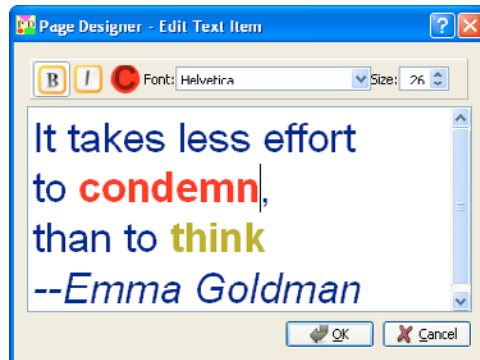 Page Designer - Edit Text Item
B I C Font: Helvetica Size: 26
It takes less effort
to condemn,
than to think
--Emma Goldman
OK Cancel